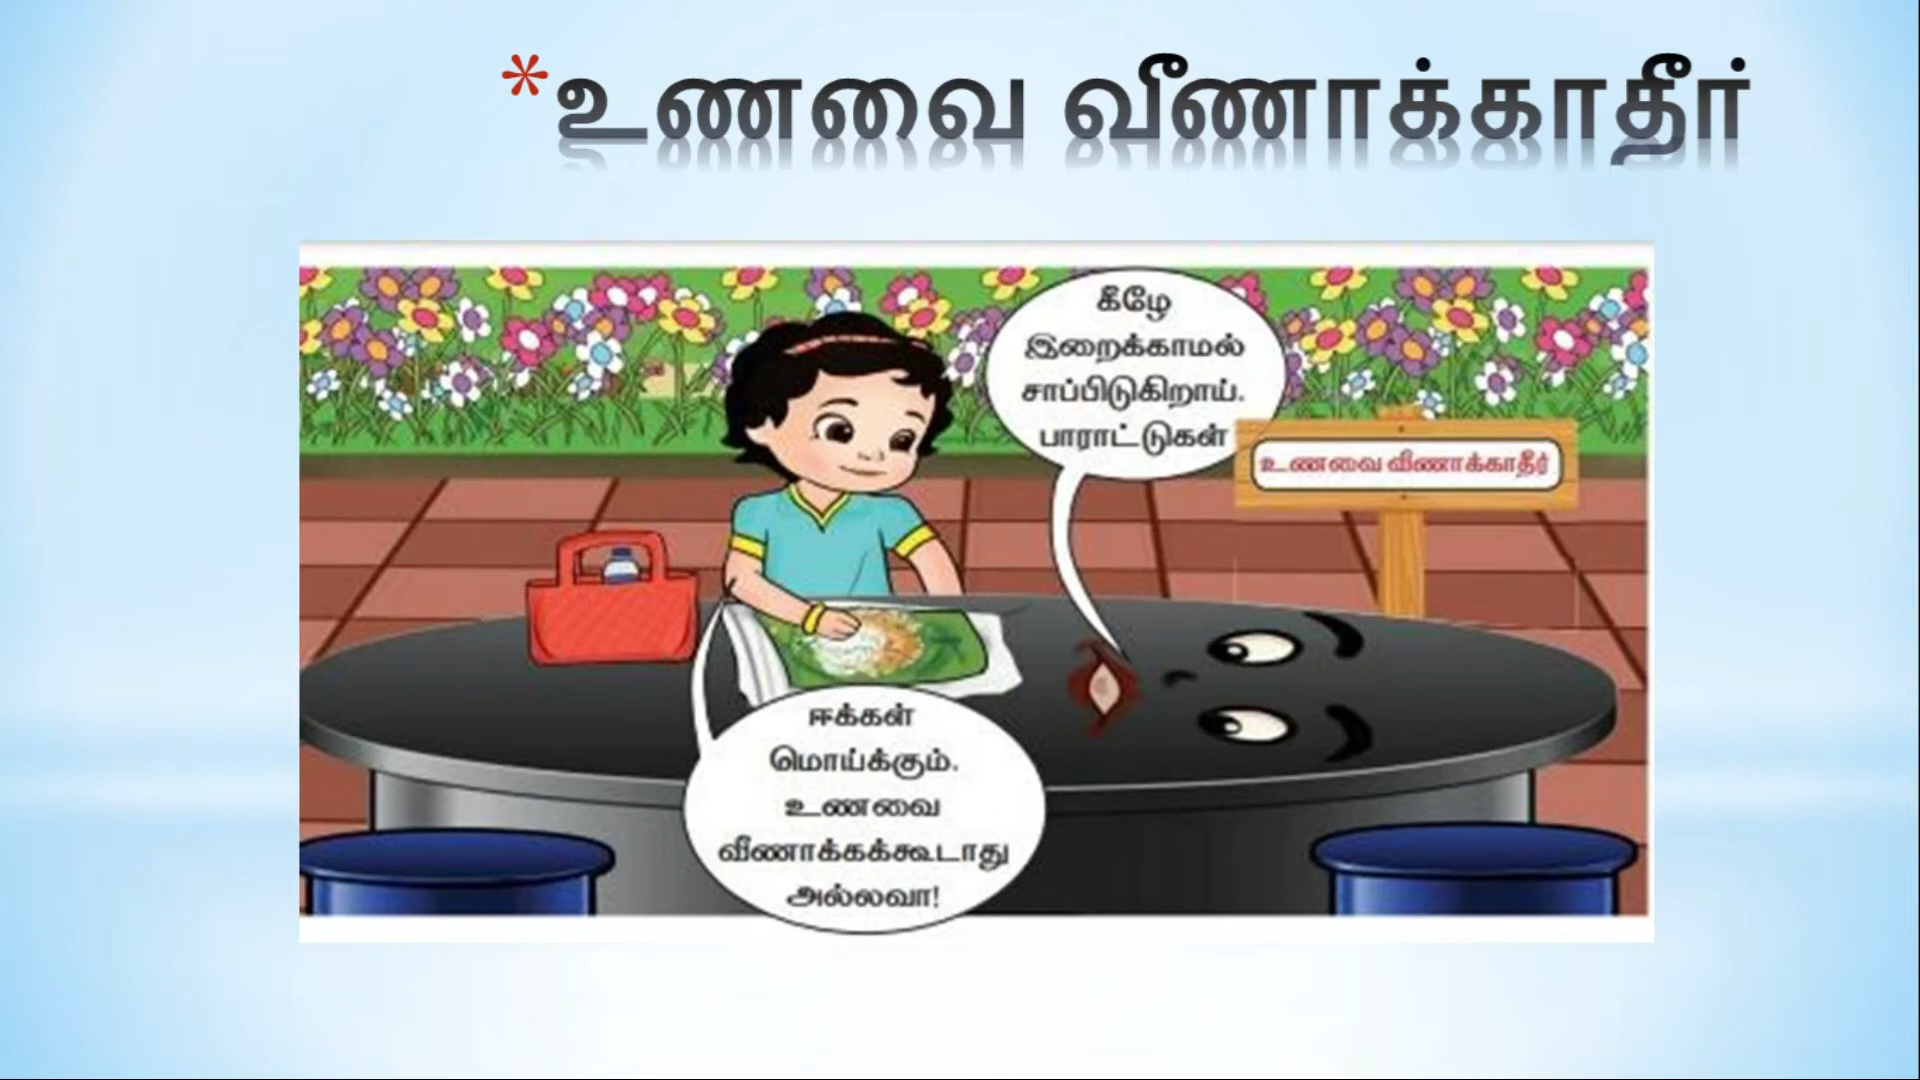 *உணவை வீணாக்காதீர்
கீழே
இறைக்காமல்
சாப்பிடுகிறாய்.
பாராட்டுகள்
உணவை வீணாக்காதீர்
ஈக்கள்
மொய்க்கும்.
உணவை
வீணாக்கக்கூடாது
அல்லவா!